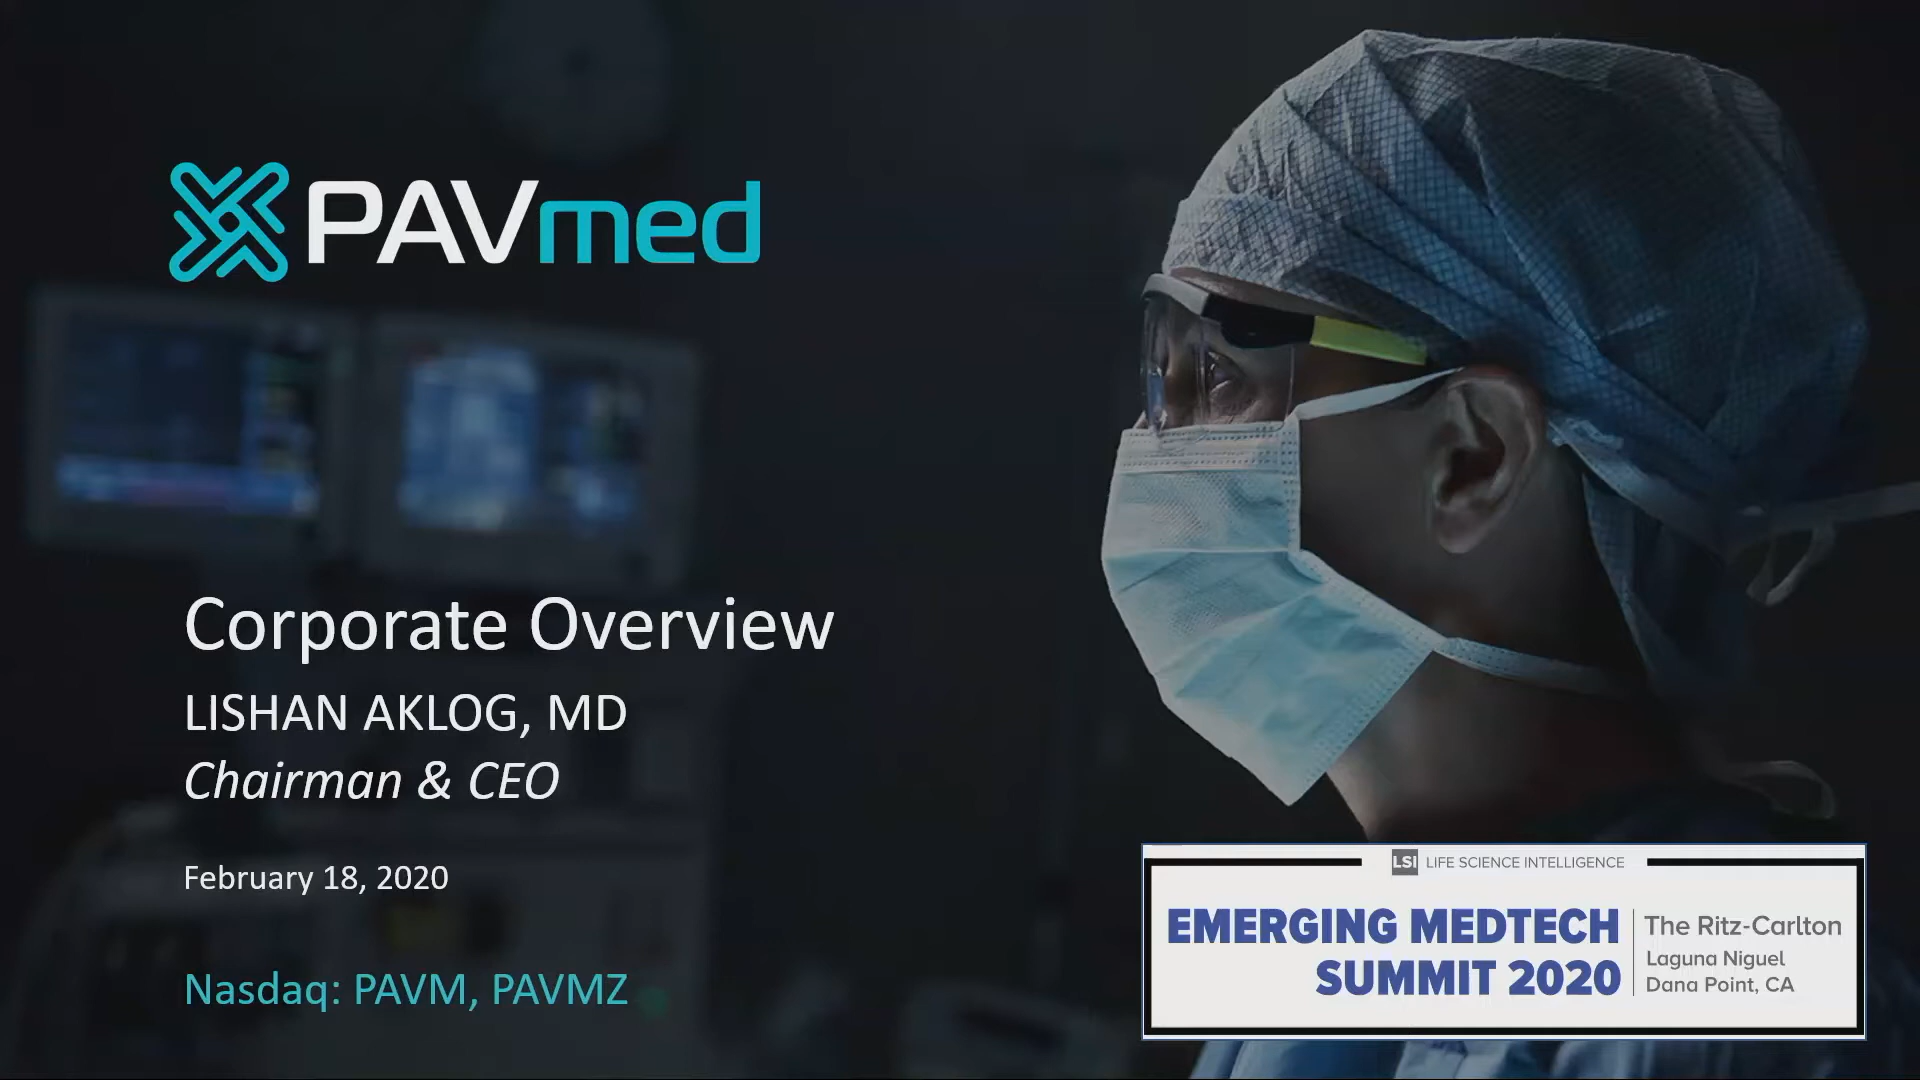 PAVmed
Corporate Overview
LISHAN AKLOG, MD
Chairman & CEO
February 18, 2020
Nasdaq: PAVM, PAVMZ
LSI LIFE SCIENCE INTELLIGENCE
EMERGING MEDTECH
SUMMIT 2020
The Ritz-Carlton
Laguna Niguel
Dana Point, CA